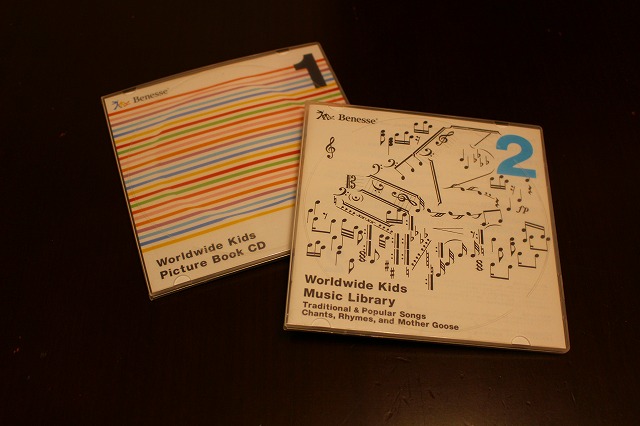 Benesse
1
Worldwide Kids
Picture Book CD
Benesse
2
Worldwide Kids
Music Library
Traditional & Popular Songs
Chants, Rhymes, and Mother Goose